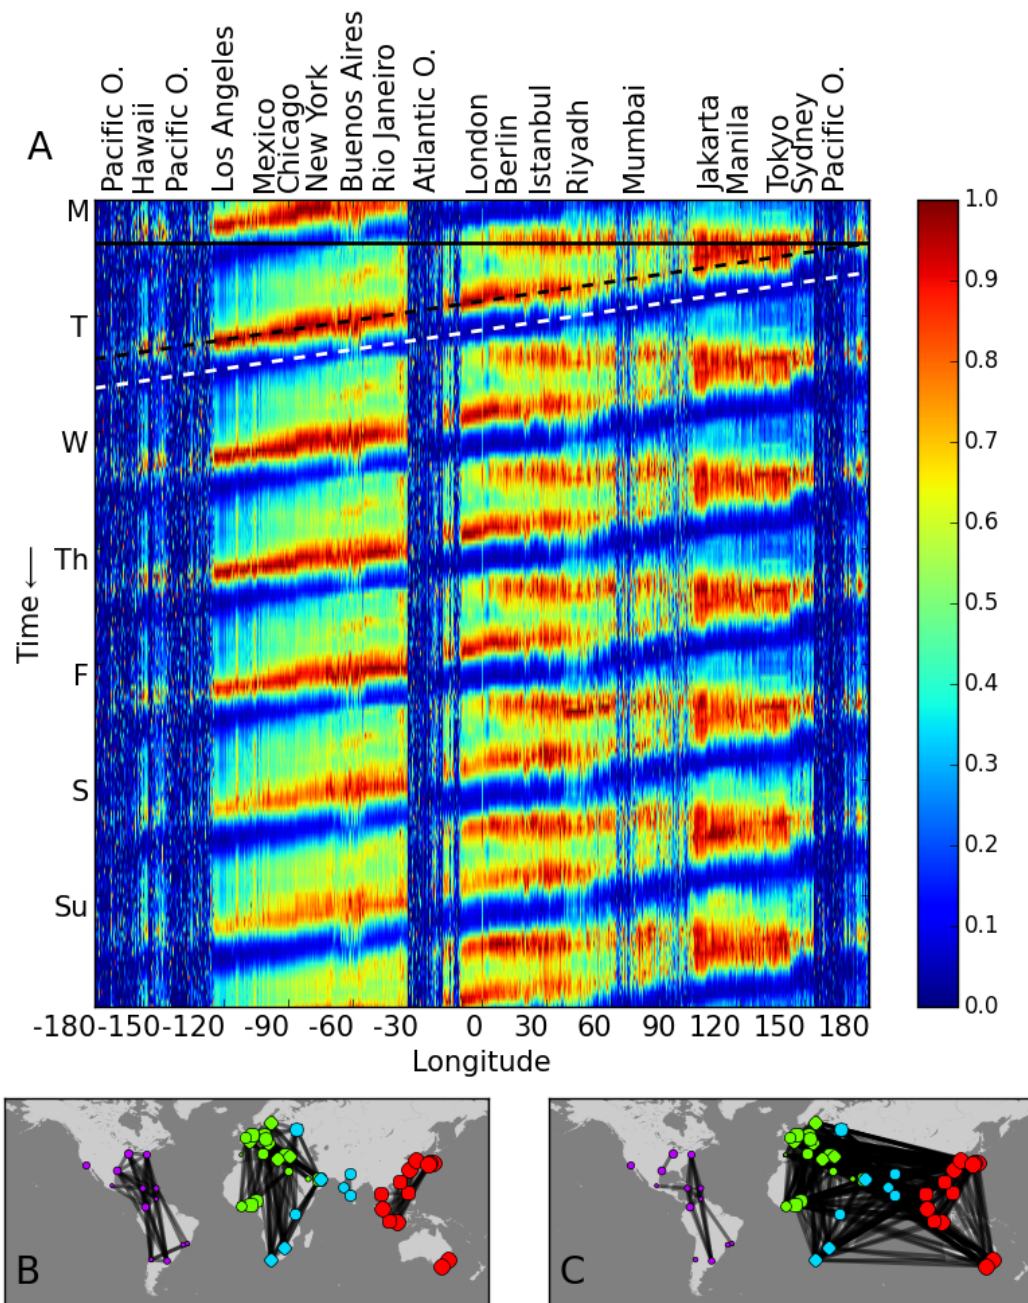 A
Pacific O.
Hawaii
Pacific O.
Los Angeles
Mexico
Chicago
New York
Buenos Aires
Rio Janeiro
Atlantic O.
London
Berlin
Istanbul
Riyadh
Mumbai
Jakarta
Manila
Tokyo
Sydney
Pacific O.
M
T
W
Th
F
S
Su
Time ←
1.0
0.9
0.8
0.7
0.6
0.5
0.4
0.3
0.2
0.1
0.0
-180 -150 -120 -90 -60 -30 0 30 60 90 120 150 180
Longitude
B
C